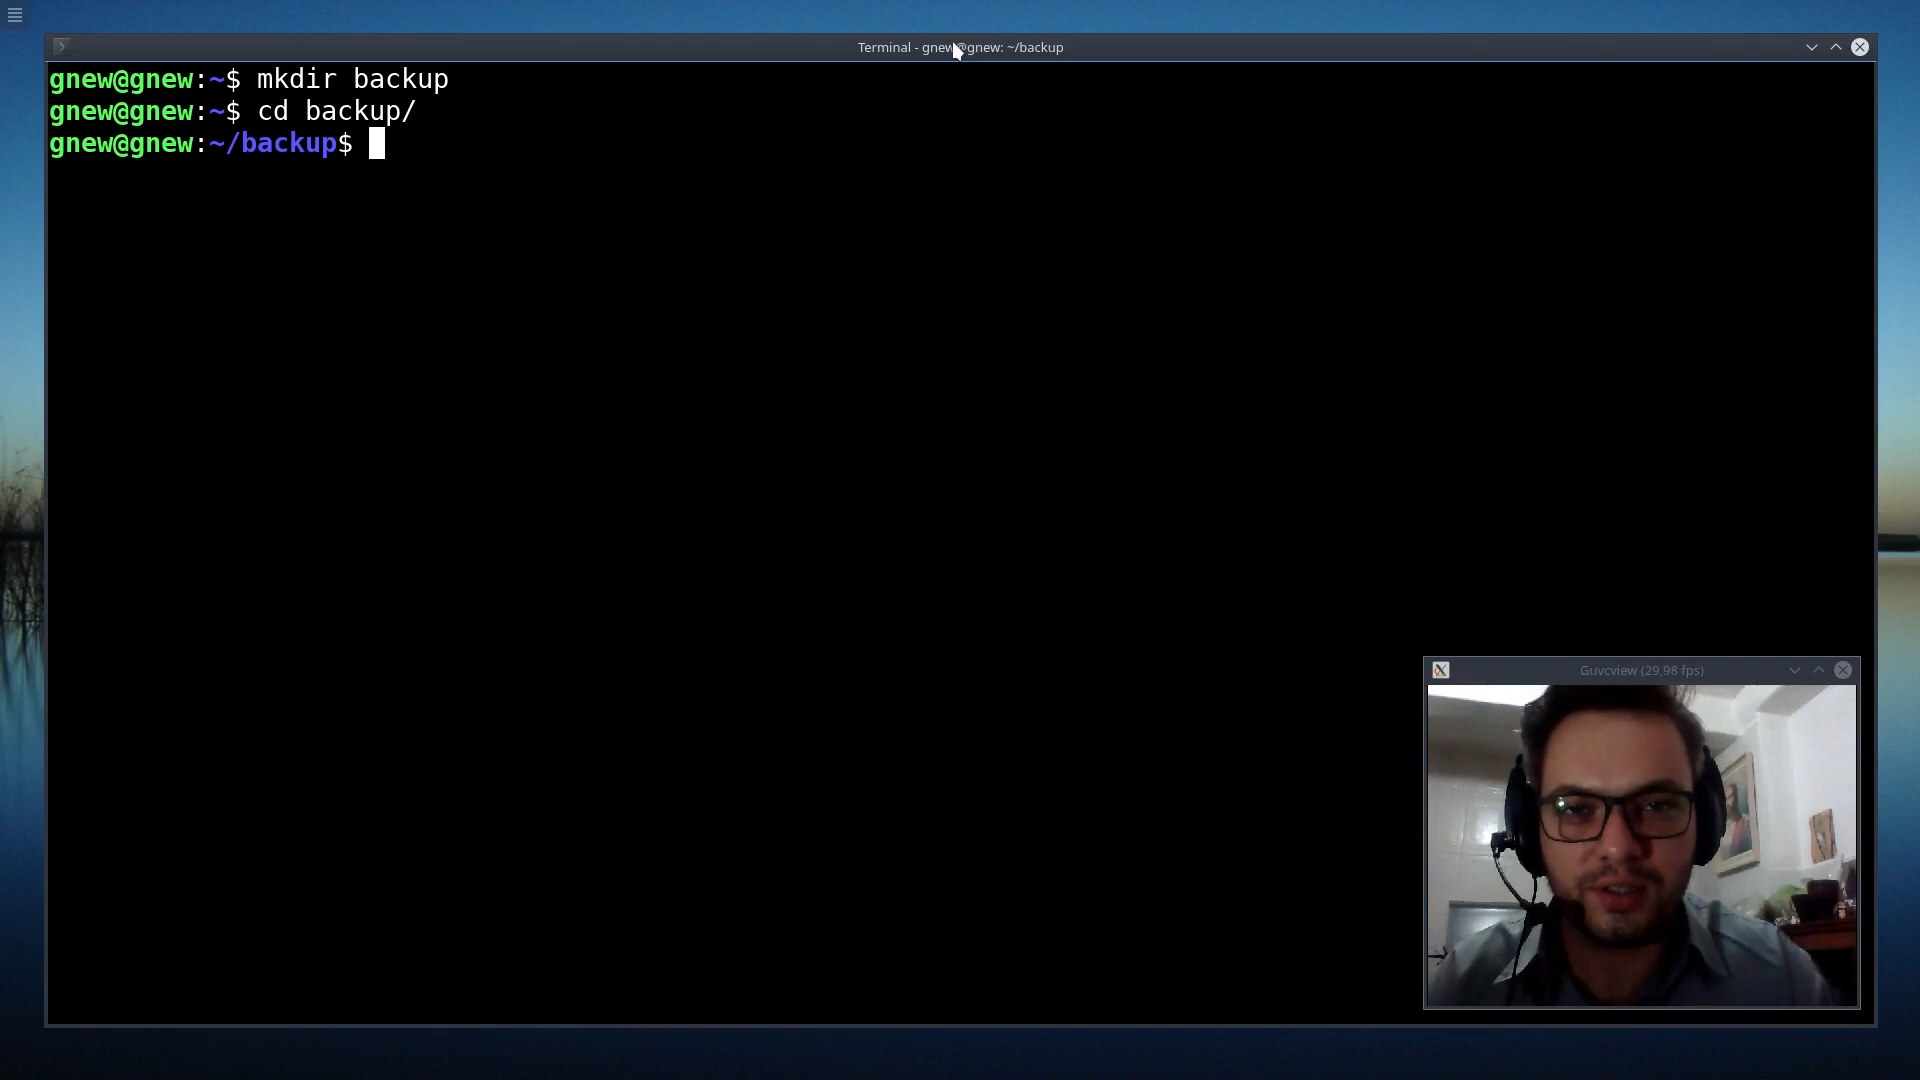 Terminal - gnew@gnew: ~/backup
gnew@gnew:~$ mkdir backup
gnew@gnew:~$ cd backup/
gnew@gnew:~/backup$
Guvcview (29,98 fps)